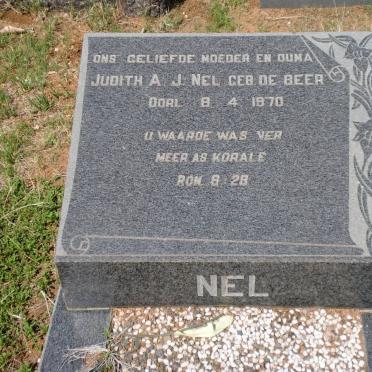 ONS GELIEFDE MOEDER EN OUMA
JUDITH A. J. NEL GEB DE BEER
OORL 8 4 1970
U WAARDE WAS VER
MEER AS KORALE
ROM 8 28
NEL